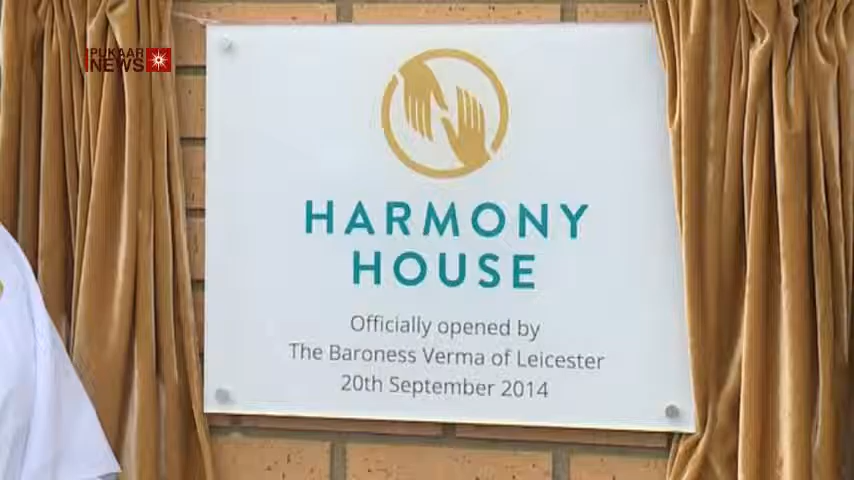 PUKAAR
NEWS
HARMONY
HOUSE
Officially opened by
The Baroness Verma of Leicester
20th September 2014